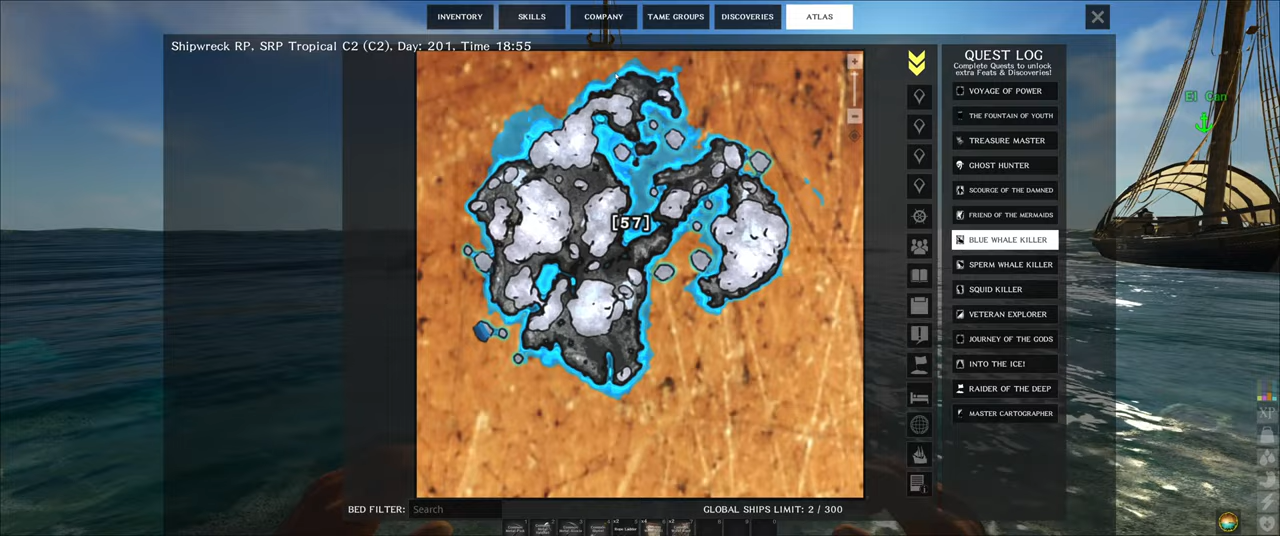 INVENTORY
SKILLS
COMPANY
TAME GROUPS
DISCOVERIES
ATLAS
Shipwreck RP, SRP Tropical C2 (C2), Day: 201, Time 18:55
[57]
QUEST LOG
Complete Quests to unlock
extra Feats & Discoveries!
VOYAGE OF POWER
THE FOUNTAIN OF YOUTH
TREASURE MASTER
GHOST HUNTER
SCOURGE OF THE DAMNED
FRIEND OF THE MERMAIDS
BLUE WHALE KILLER
SPERM WHALE KILLER
SQUID KILLER
VETERAN EXPLORER
JOURNEY OF THE GODS
INTO THE ICE!
RAIDER OF THE DEEP
MASTER CARTOGRAPHER
El
XP
BED FILTER: Search
GLOBAL SHIPS LIMIT: 2 / 300